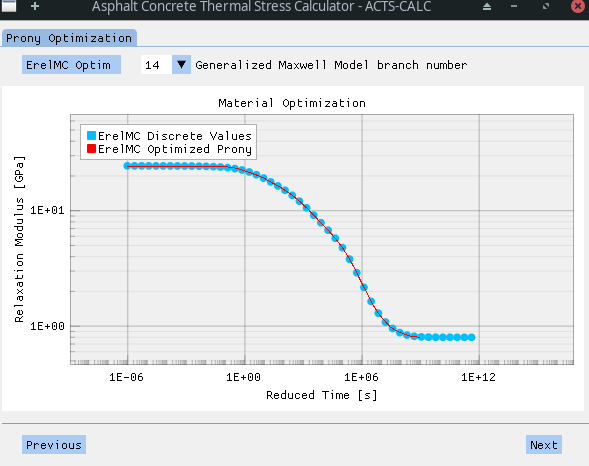 Asphalt Concrete Thermal Stress Calculator - ACTS-CALC
Prony Optimization
ErelMC Optim 14 Generalized Maxwell Model branch number
Material Optimization
ErelMC Discrete Values
ErelMC Optimized Prony
Relaxation Modulus [GPa]
1E+01
1E+00
1E-06 1E+00 1E+06 1E+12
Reduced Time [s]
Previous Next